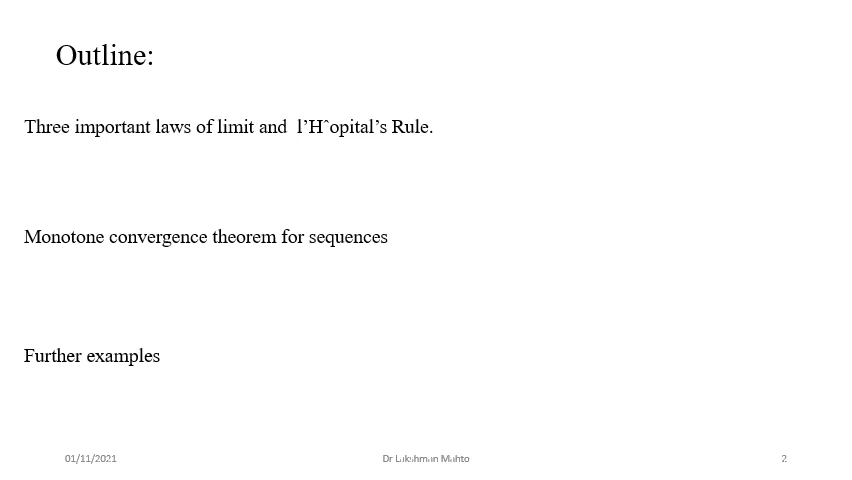 Outline:
Three important laws of limit and l’Hˆopital’s Rule.
Monotone convergence theorem for sequences
Further examples
01/11/2021
Dr Lakshman Mahto
2